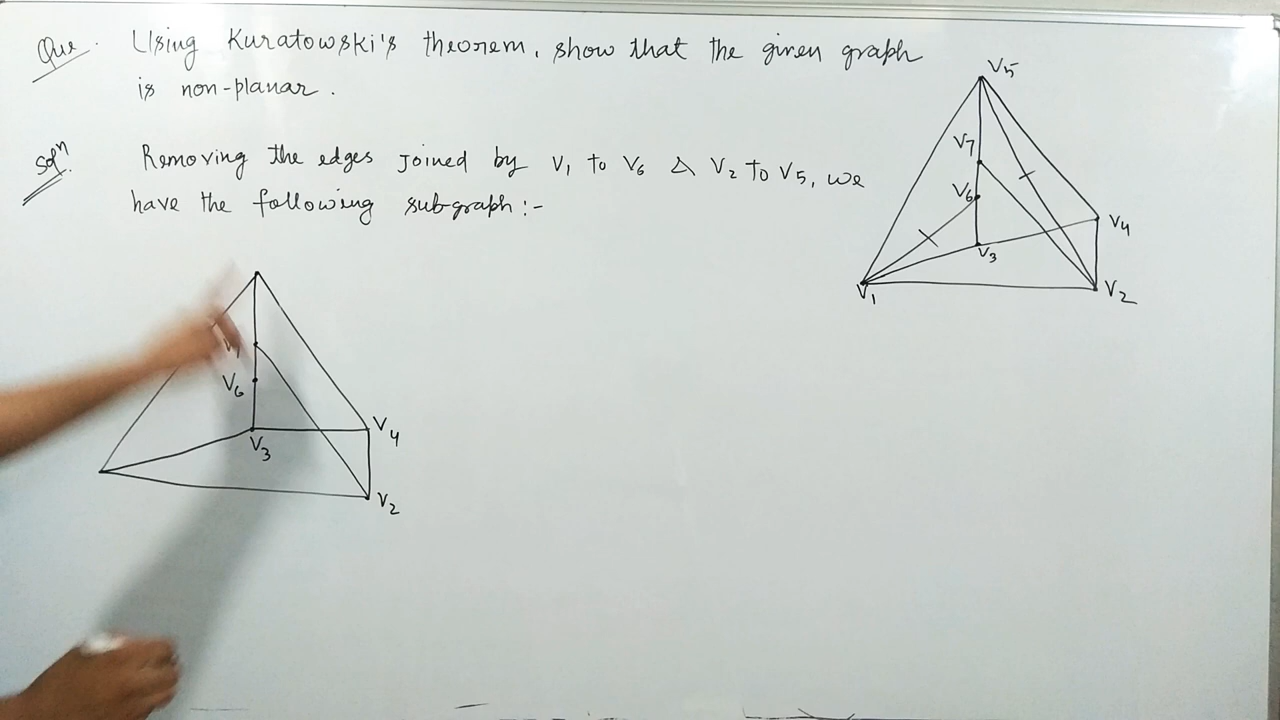 Que. Using Kuratowski's theorem, show that the given graph
is non-planar.
Solⁿ. Removing the edges joined by V₁ to V₆ & V₂ to V₅, we
have the following subgraph:-
V₅
V₇
V₆
V₄
V₃
V₁
V₂
V₆
V₄
V₃
V₂